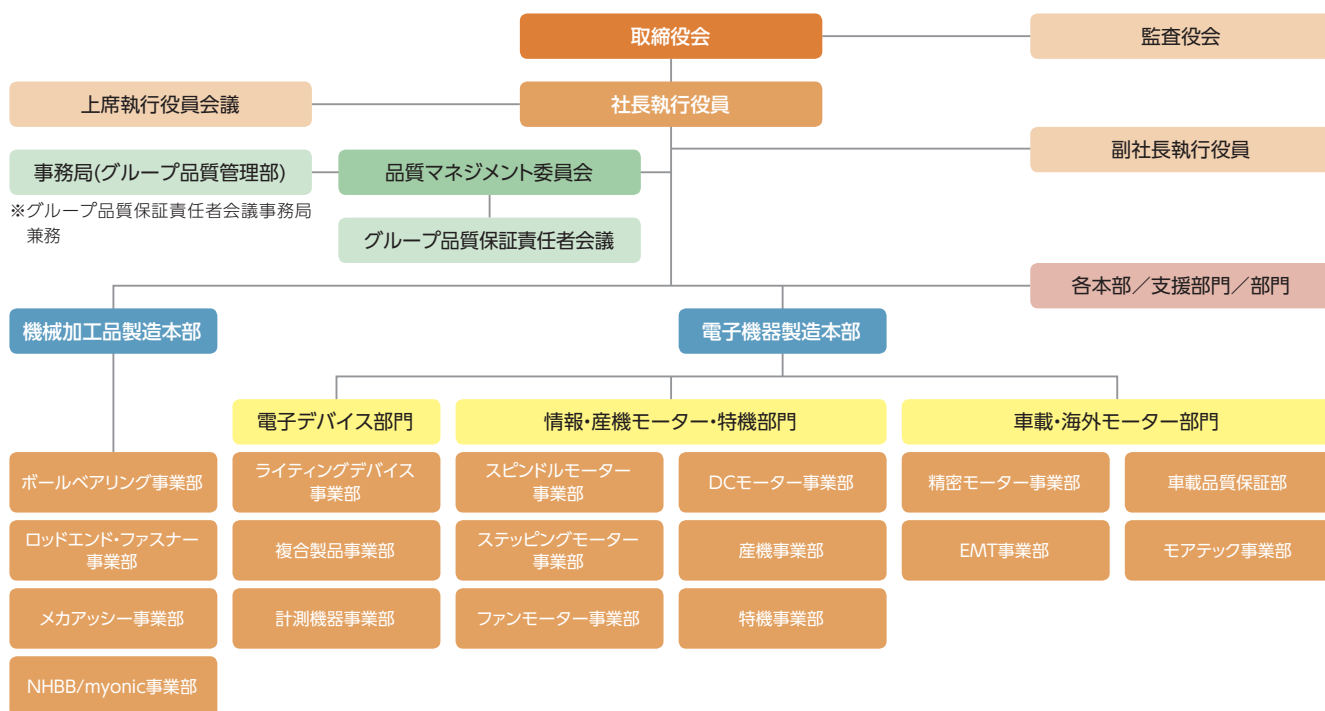 取締役会
監査役会
上席執行役員会議
社長執行役員
副社長執行役員
事務局(グループ品質管理部)
品質マネジメント委員会
※グループ品質保証責任者会議事務局
兼務
グループ品質保証責任者会議
各本部／支援部門／部門
機械加工品製造本部
電子機器製造本部
電子デバイス部門
情報・産機モーター・特機部門
車載・海外モーター部門
ボールベアリング事業部
ライティングデバイス
事業部
スピンドルモーター
事業部
DCモーター事業部
精密モーター事業部
車載品質保証部
ロッドエンド・ファスナー
事業部
複合製品事業部
ステッピングモーター
事業部
産機事業部
EMT事業部
モアテック事業部
メカアッシー事業部
計測機器事業部
ファンモーター事業部
特機事業部
NHBB/myonic事業部